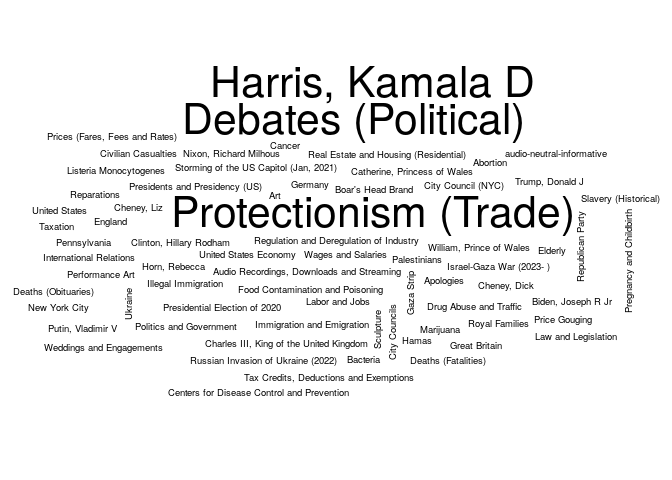 Harris, Kamala D
Debates (Political)
Prices (Fares, Fees and Rates)
Cancer
Civilian Casualties
Nixon, Richard Milhous
Real Estate and Housing (Residential)
audio-neutral-informative
Abortion
Storming of the US Capitol (Jan, 2021)
Listeria Monocytogenes
Catherine, Princess of Wales
Trump, Donald J
Presidents and Presidency (US)
Germany
Boar's Head Brand
City Council (NYC)
Reparations
Art
Slavery (Historical)
Cheney, Liz
United States
Protectionism (Trade)
England
Taxation
Republican Party
Pregnancy and Childbirth
Pennsylvania
Clinton, Hillary Rodham
Regulation and Deregulation of Industry
William, Prince of Wales
Elderly
International Relations
United States Economy
Wages and Salaries
Palestinians
Horn, Rebecca
Israel-Gaza War (2023- )
Performance Art
Audio Recordings, Downloads and Streaming
Illegal Immigration
Apologies
Cheney, Dick
Deaths (Obituaries)
Food Contamination and Poisoning
Gaza Strip
Ukraine
New York City
Presidential Election of 2020
Labor and Jobs
Drug Abuse and Traffic
Biden, Joseph R Jr
Price Gouging
Putin, Vladimir V
Politics and Government
Immigration and Emigration
Sculpture
City Councils
Marijuana
Royal Families
Law and Legislation
Weddings and Engagements
Charles III, King of the United Kingdom
Hamas
Great Britain
Russian Invasion of Ukraine (2022)
Bacteria
Deaths (Fatalities)
Tax Credits, Deductions and Exemptions
Centers for Disease Control and Prevention